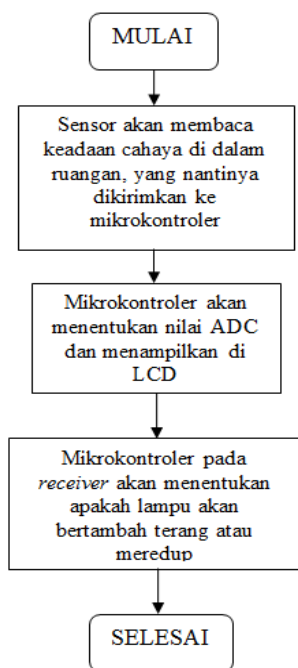 MULAI
Sensor akan membaca
keadaan cahaya di dalam
ruangan, yang nantinya
dikirimkan ke
mikrokontroler
Mikrokontroler akan
menentukan nilai ADC
dan menampilkan di
LCD
Mikrokontroler pada
receiver akan menentukan
apakah lampu akan
bertambah terang atau
meredup
SELESAI